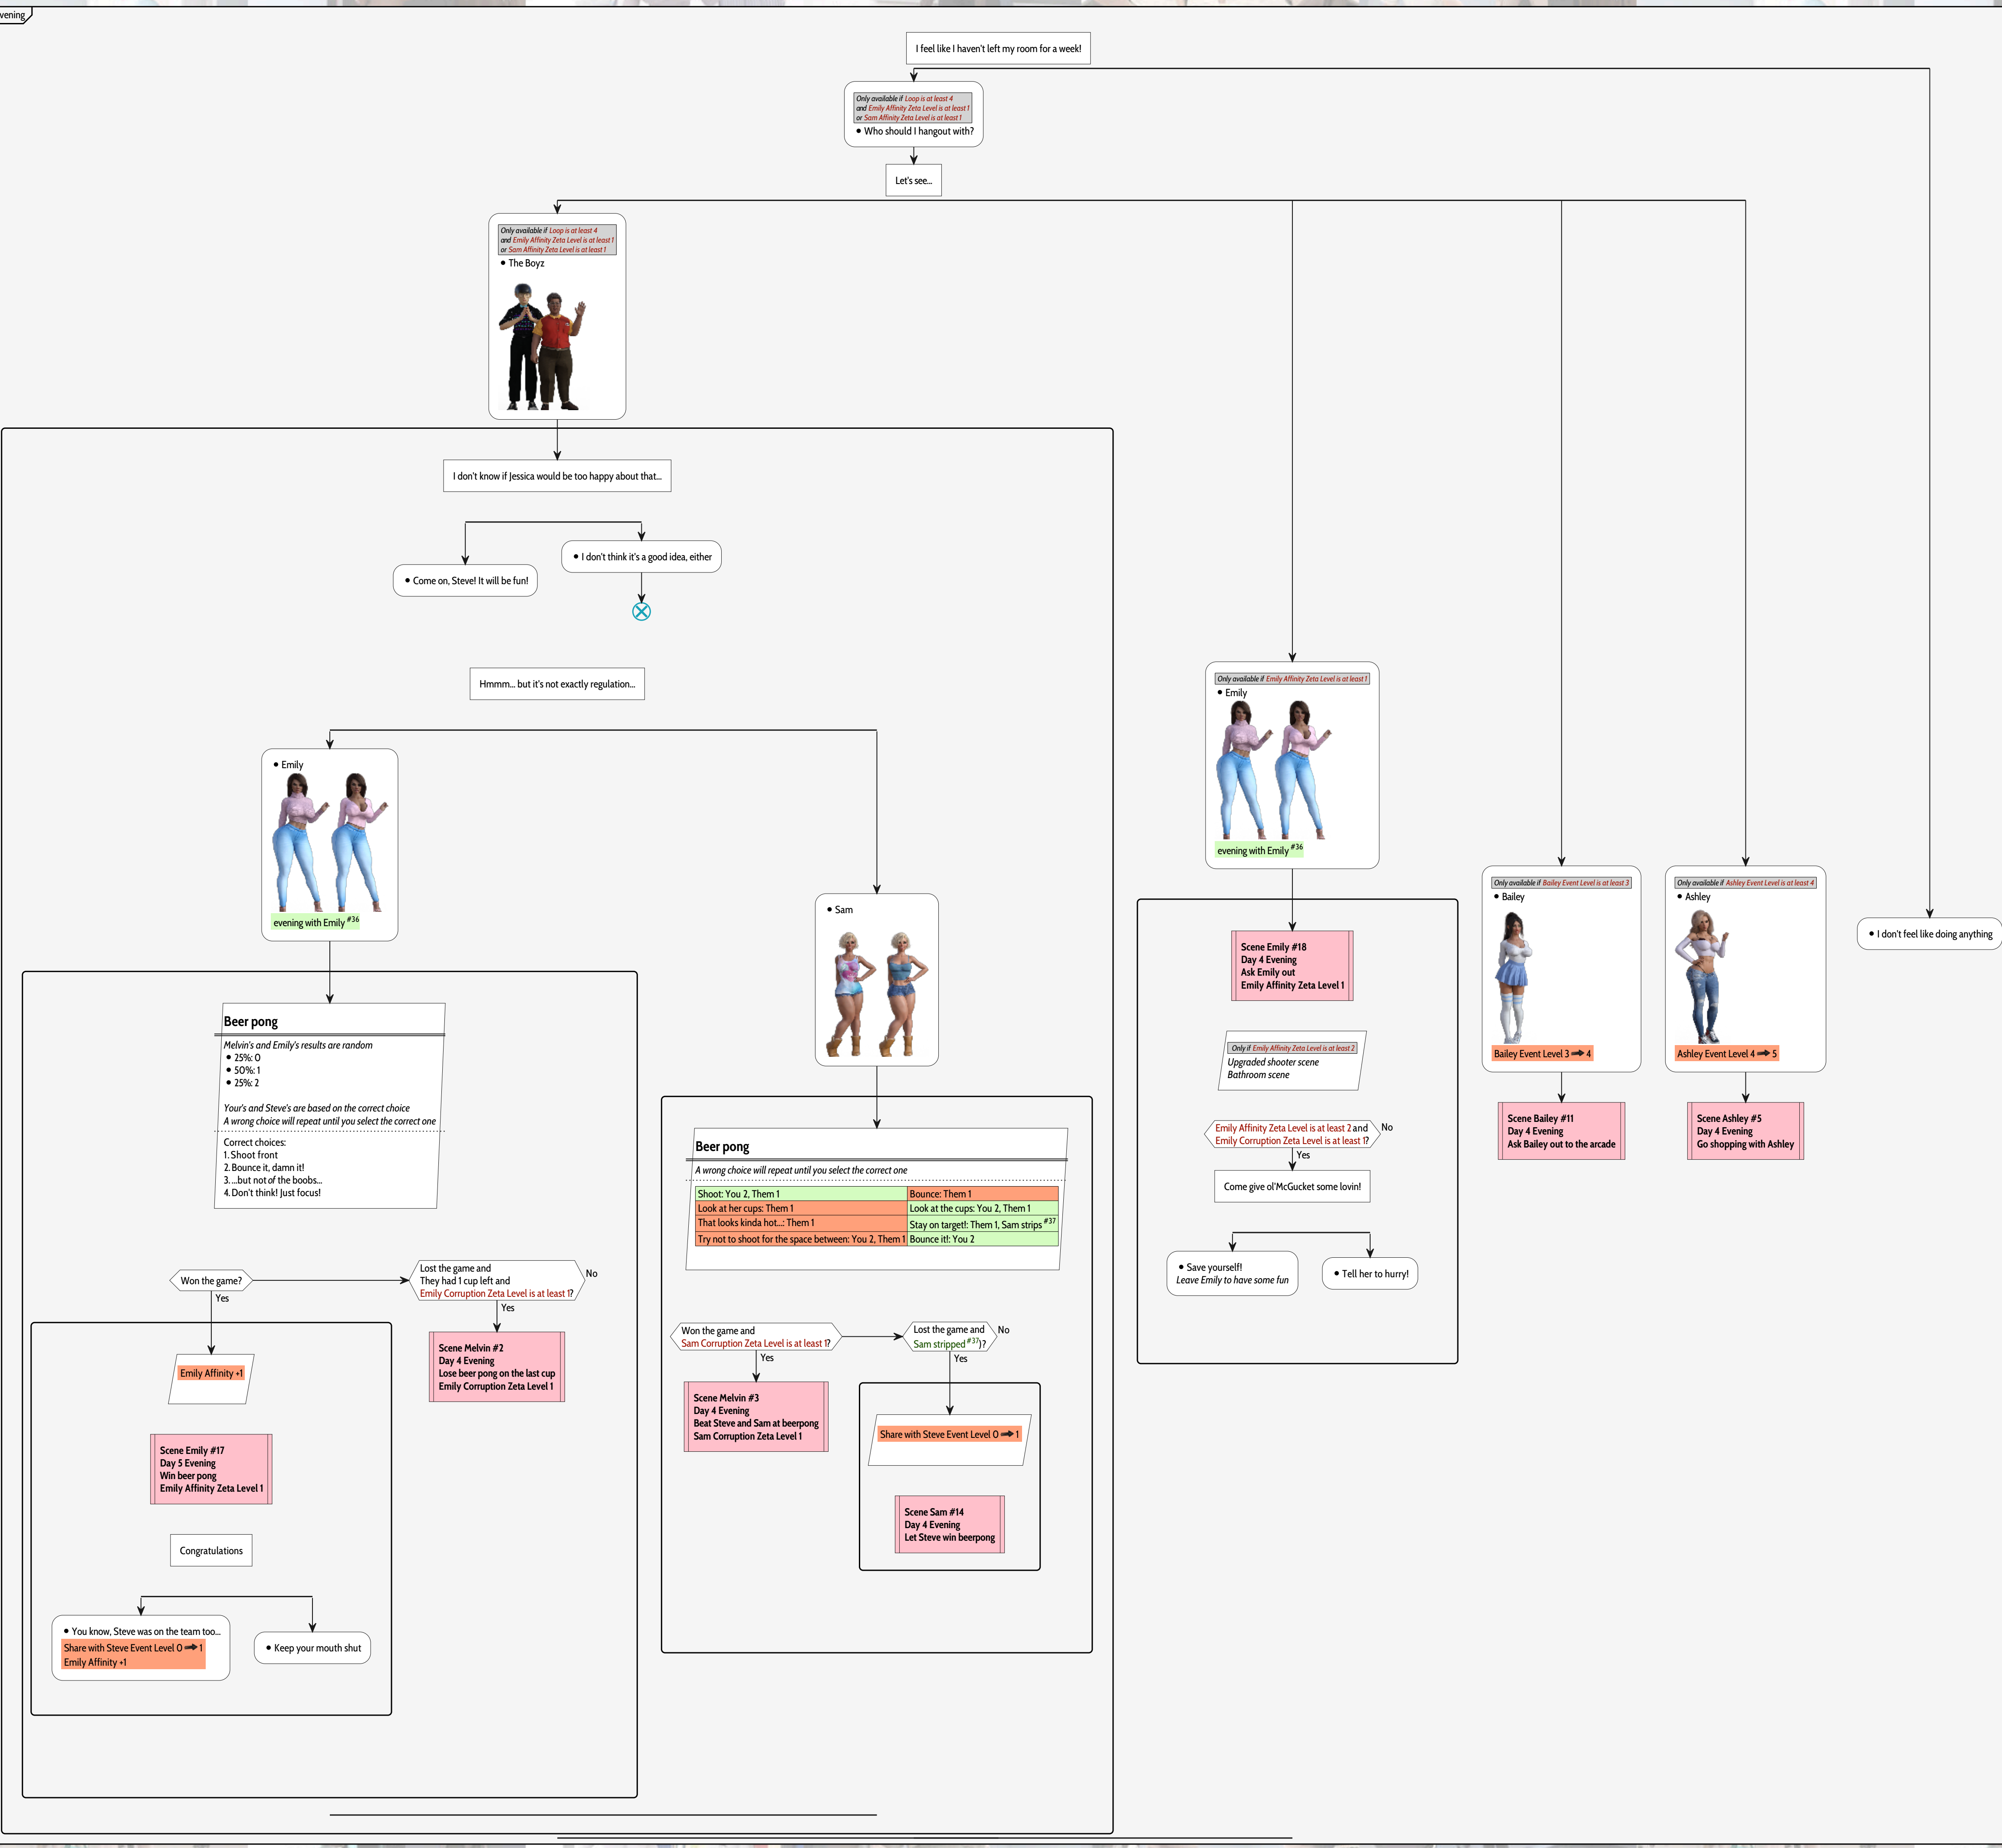 vening
I feel like I haven't left my room for a week!
Only available if Loop is at least 4
and Emily Affinity Zeta Level is at least 1
or Sam Affinity Zeta Level is at least 1
• Who should I hangout with?
Let's see...
Only available if Loop is at least 4
and Emily Affinity Zeta Level is at least 1
or Sam Affinity Zeta Level is at least 1
• The Boyz
I don't know if Jessica would be too happy about that...
• Come on, Steve! It will be fun!
• I don't think it's a good idea, either
Hmmm... but it's not exactly regulation...
• Emily
evening with Emily #36
Beer pong
Melvin's and Emily's results are random
• 25%: 0
• 50%: 1
• 25%: 2
Your's and Steve's are based on the correct choice
A wrong choice will repeat until you select the correct one
Correct choices:
1. Shoot front
2. Bounce it, damn it!
3. ...but not of the boobs...
4. Don't think! Just focus!
Won the game?
Yes
Lost the game and
They had 1 cup left and
Emily Corruption Zeta Level is at least 1?
No
Yes
Emily Affinity +1
Scene Emily #17
Day 5 Evening
Win beer pong
Emily Affinity Zeta Level 1
Congratulations
• You know, Steve was on the team too...
Share with Steve Event Level 0 ➡ 1
Emily Affinity +1
• Keep your mouth shut
Scene Melvin #2
Day 4 Evening
Lose beer pong on the last cup
Emily Corruption Zeta Level 1
• Sam
Beer pong
A wrong choice will repeat until you select the correct one
Shoot: You 2, Them 1 Bounce: Them 1
Look at her cups: Them 1 Look at the cups: You 2, Them 1
That looks kinda hot...: Them 1 Stay on target!: Them 1, Sam strips #37
Try not to shoot for the space between: You 2, Them 1 Bounce it!: You 2
Won the game and
Sam Corruption Zeta Level is at least 1?
Yes
Lost the game and
Sam stripped #37)?
No
Yes
Scene Melvin #3
Day 4 Evening
Beat Steve and Sam at beerpong
Sam Corruption Zeta Level 1
Share with Steve Event Level 0 ➡ 1
Scene Sam #14
Day 4 Evening
Let Steve win beerpong
Only available if Emily Affinity Zeta Level is at least 1
• Emily
evening with Emily #36
Scene Emily #18
Day 4 Evening
Ask Emily out
Emily Affinity Zeta Level 1
Only if Emily Affinity Zeta Level is at least 2
Upgraded shooter scene
Bathroom scene
Emily Affinity Zeta Level is at least 2 and
Emily Corruption Zeta Level is at least 1?
No
Yes
Come give ol'McGucket some lovin!
• Save yourself!
Leave Emily to have some fun
• Tell her to hurry!
Only available if Bailey Event Level is at least 3
• Bailey
Bailey Event Level 3 ➡ 4
Scene Bailey #11
Day 4 Evening
Ask Bailey out to the arcade
Only available if Ashley Event Level is at least 4
• Ashley
Ashley Event Level 4 ➡ 5
Scene Ashley #5
Day 4 Evening
Go shopping with Ashley
• I don't feel like doing anything